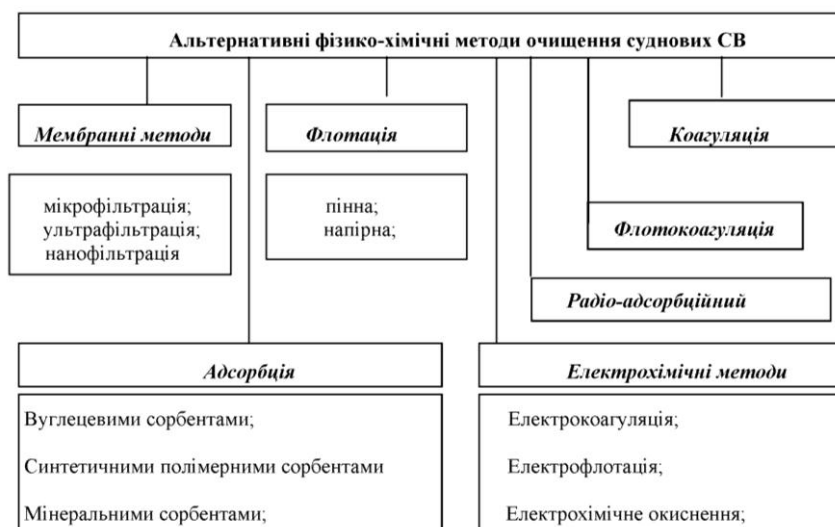 Альтернативні фізико-хімічні методи очищення суднових СВ
Мембранні методи
Флотація
Коагуляція
мікрофільтрація;
ультрафільтрація;
нанофільтрація
пінна;
напірна;
Флотокоагуляція
Радіо-адсорбційний
Адсорбція
Електрохімічні методи
Вуглецевими сорбентами;
Синтетичними полімерними сорбентами
Мінеральними сорбентами;
Електрокоагуляція;
Електрофлотація;
Електрохімічне окиснення;